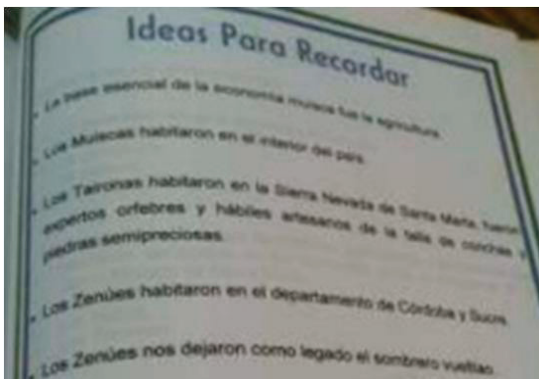 Ideas Para Recordar
La base esencial de la economía muisca fue la agricultura.
Los Muiscas habitaron en el interior del país.
Los Taironas habitaron en la Sierra Nevada de Santa Marta, fueron
expertos orfebres y hábiles artesanos de la talla de conchas y
piedras semipreciosas.
Los Zenúes habitaron en el departamento de Córdoba y Sucre.
Los Zenúes nos dejaron como legado el sombrero vueltiao.